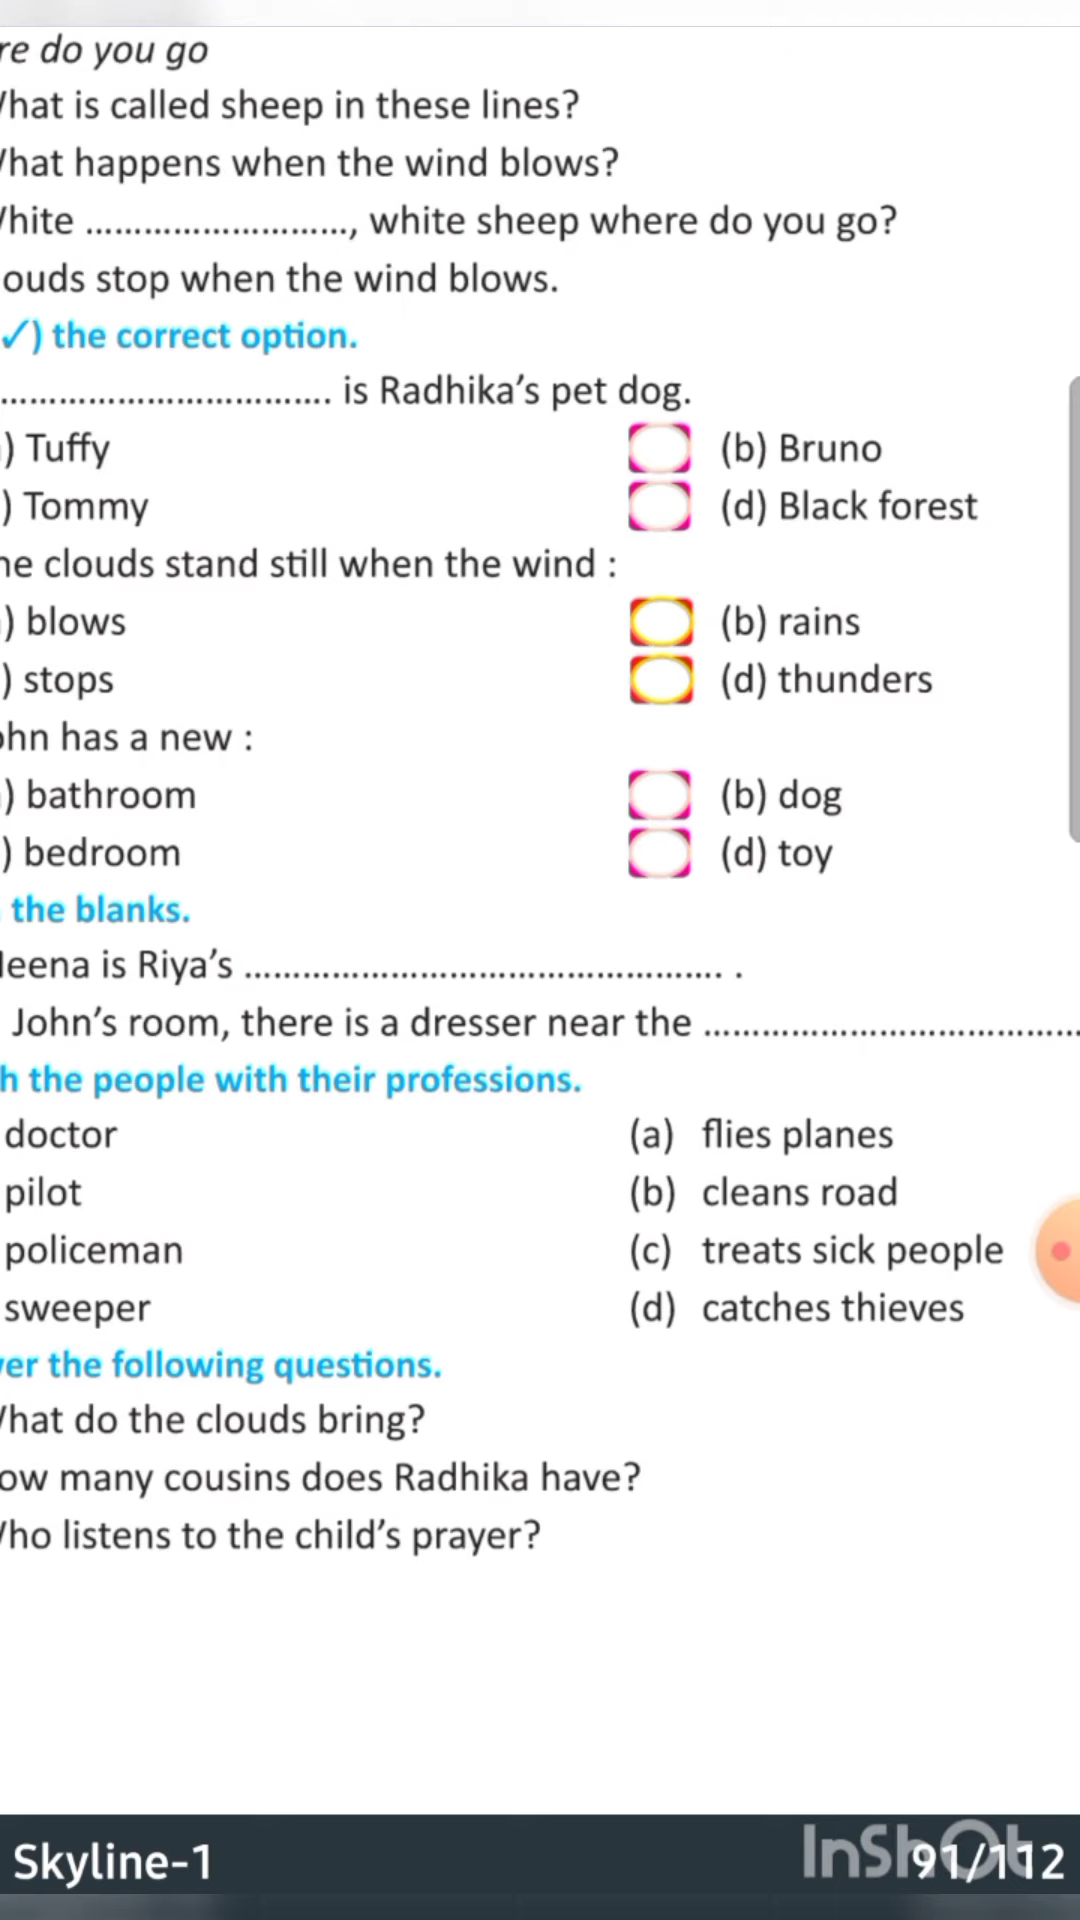 re do you go
hat is called sheep in these lines?
hat happens when the wind blows?
hite ..........................., white sheep where do you go?
ouds stop when the wind blows.
✓) the correct option.
.................................. is Radhika's pet dog.
) Tuffy (b) Bruno
) Tommy (d) Black forest
he clouds stand still when the wind :
) blows (b) rains
) stops (d) thunders
ohn has a new :
) bathroom (b) dog
) bedroom (d) toy
the blanks.
eena is Riya's ................................................. .
John's room, there is a dresser near the ......................................
h the people with their professions.
doctor (a) flies planes
pilot (b) cleans road
policeman (c) treats sick people
sweeper (d) catches thieves
er the following questions.
hat do the clouds bring?
ow many cousins does Radhika have?
ho listens to the child's prayer?
Skyline-1 InShOt 91/112